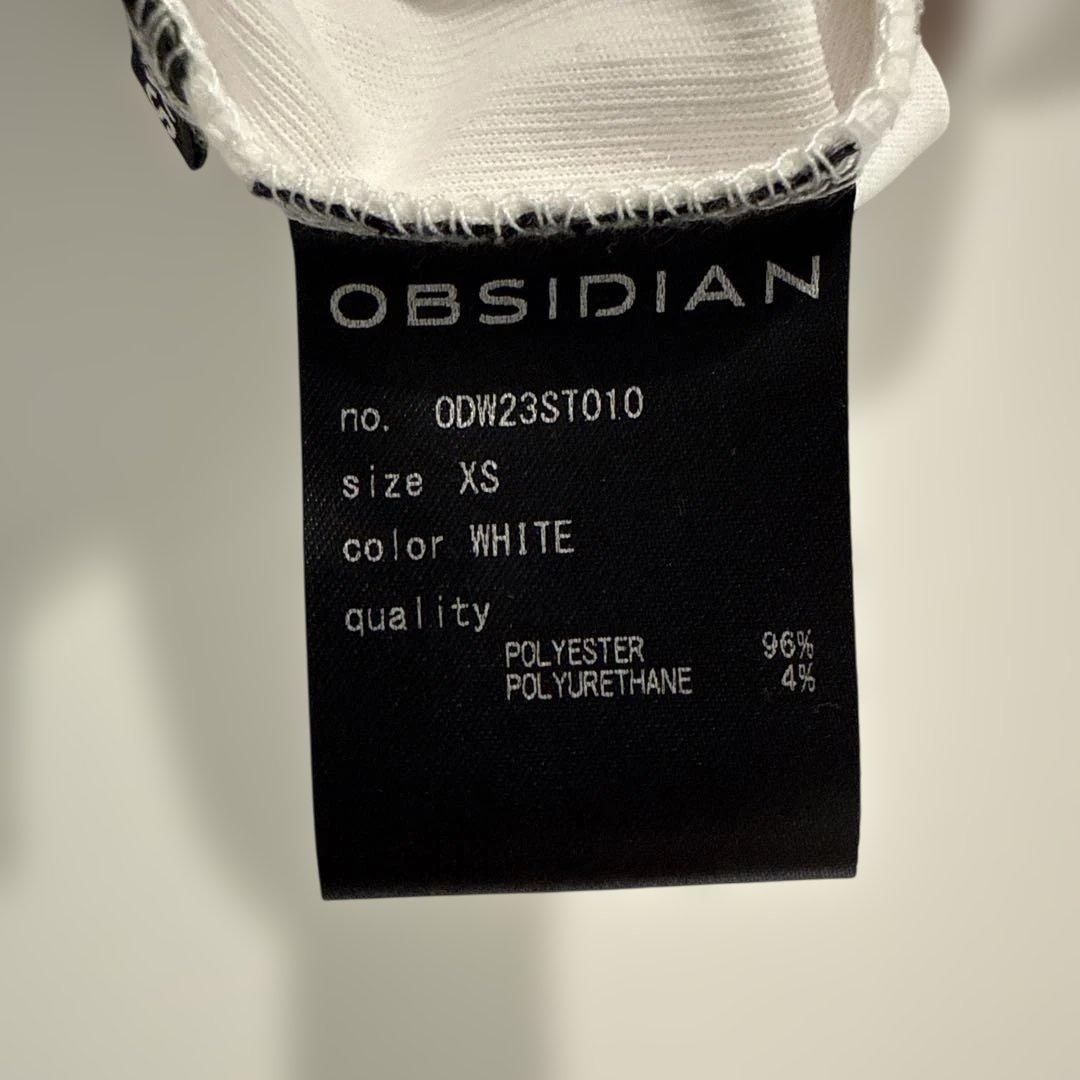 OBSIDIAN
no. ODW23ST010
size XS
color WHITE
quality
POLYESTER 96%
POLYURETHANE 4%